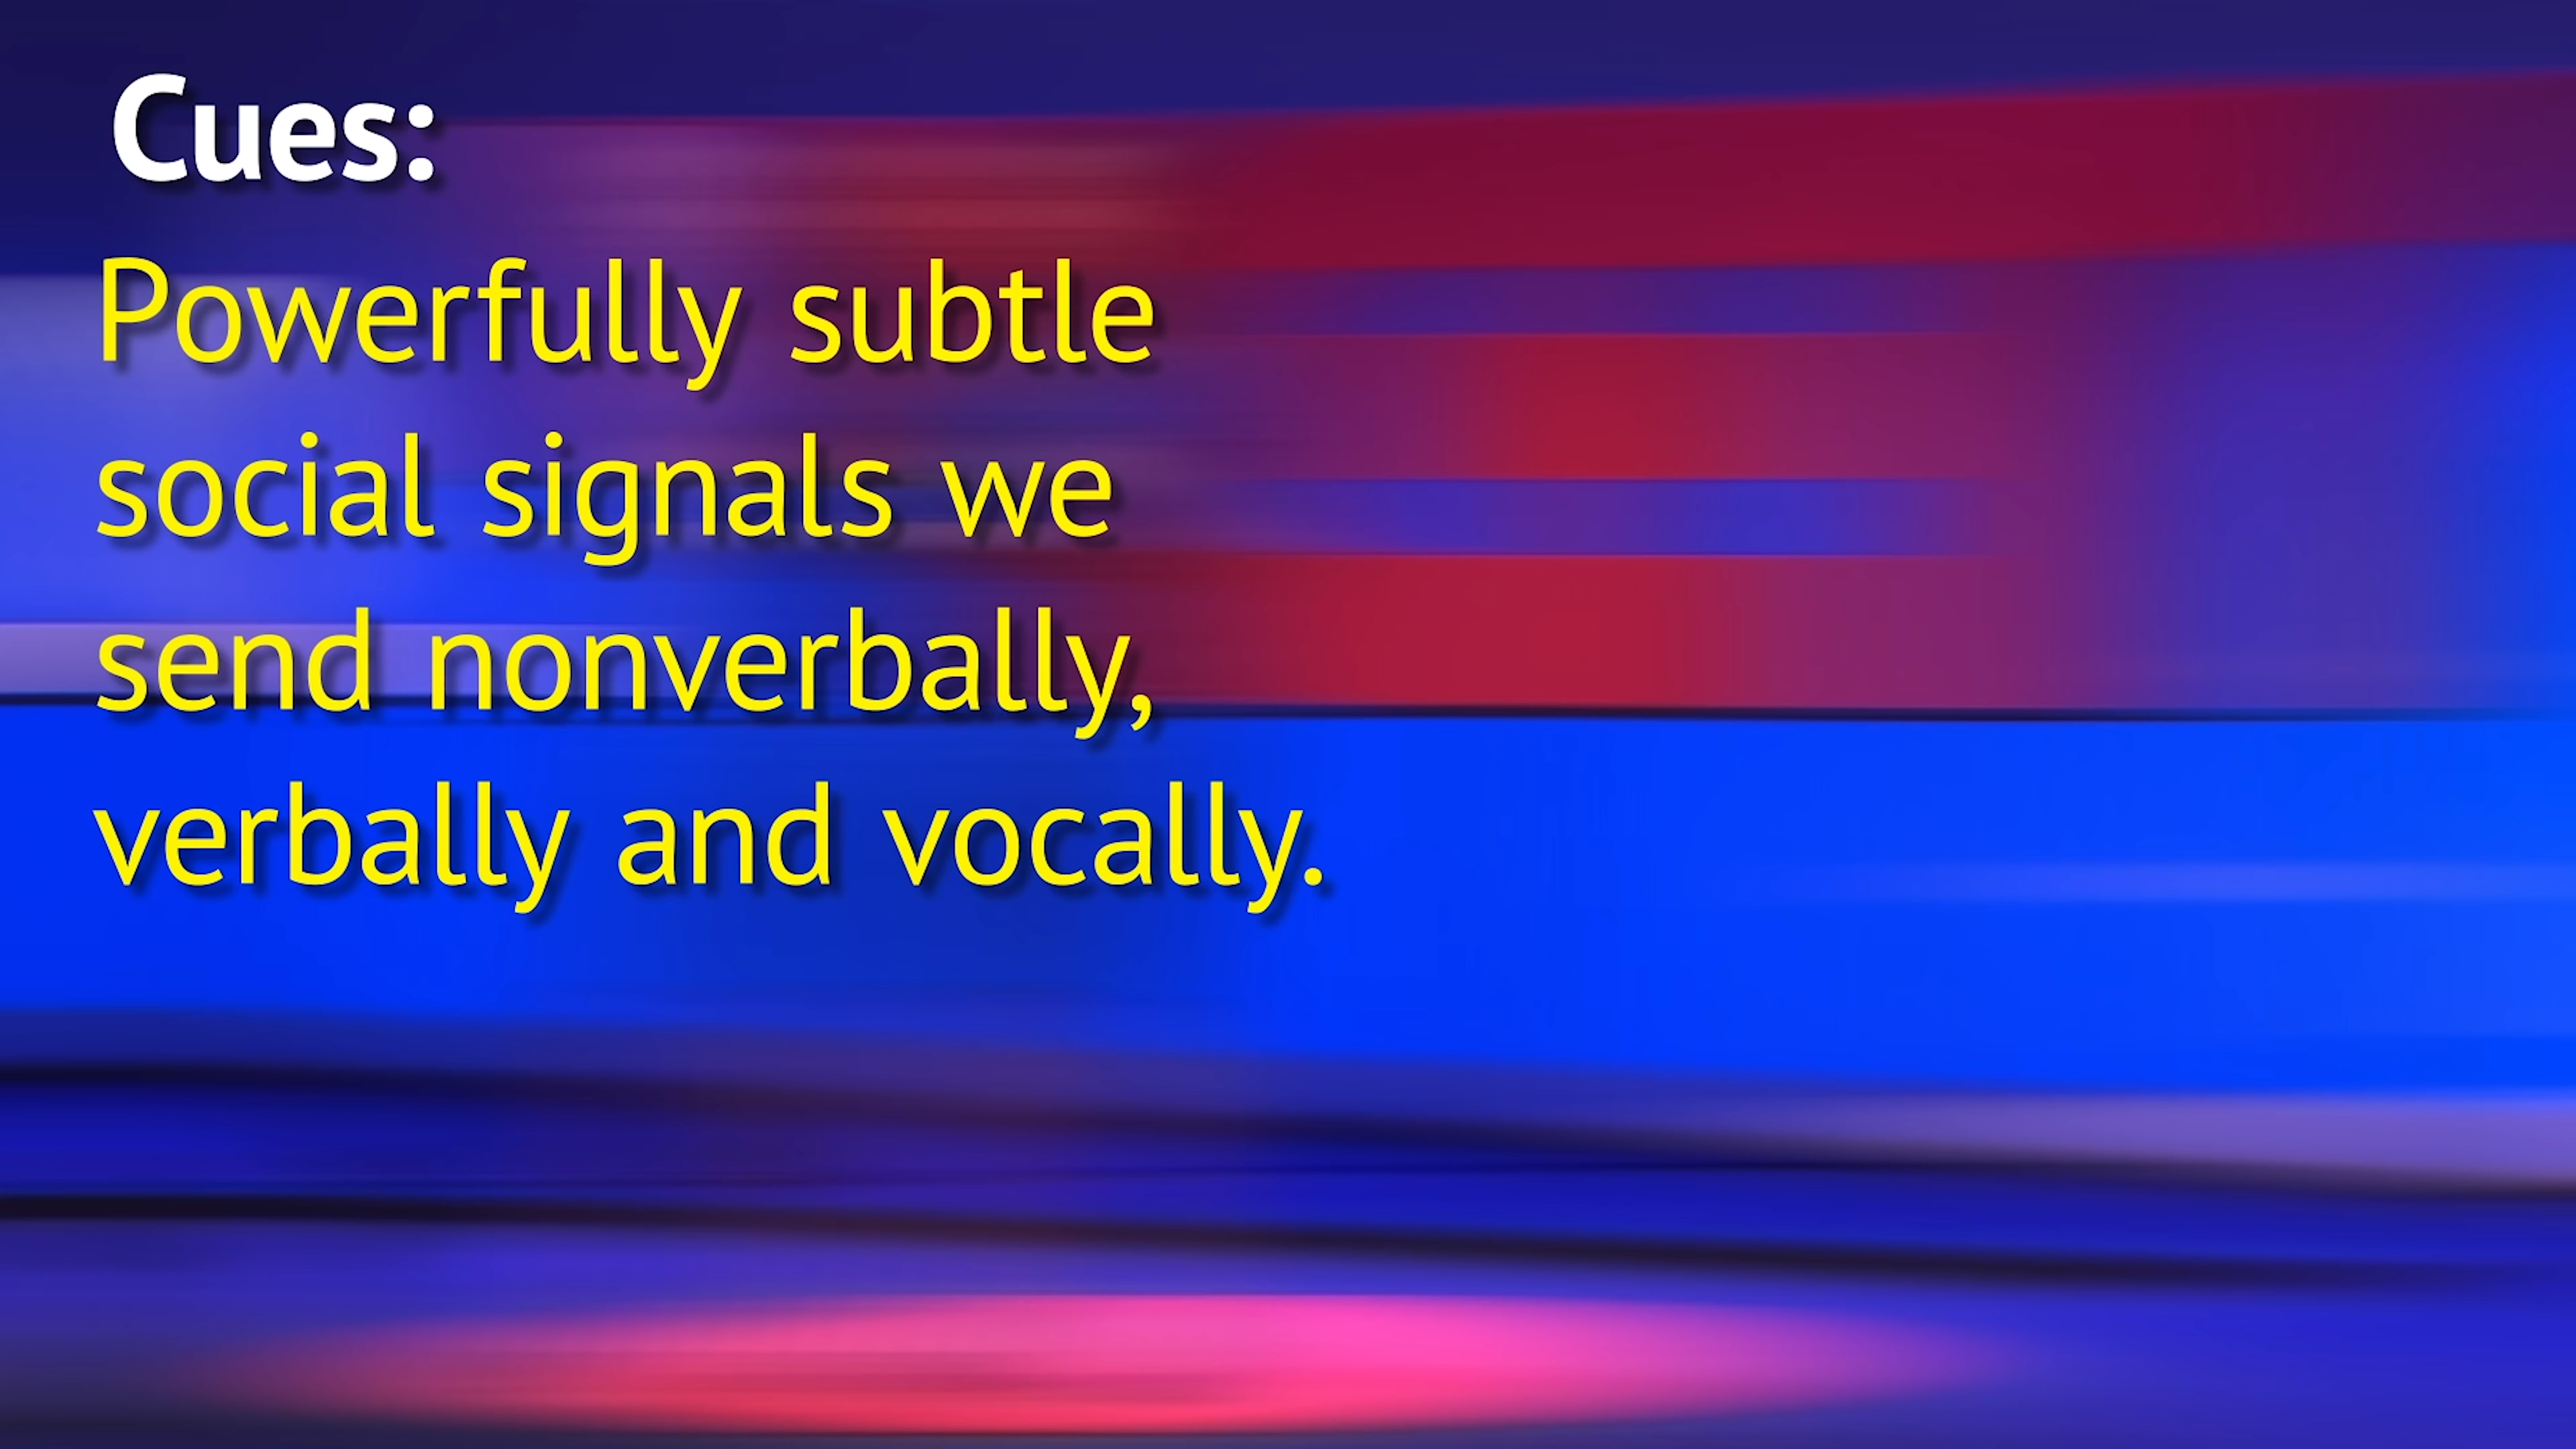 Cues:
Powerfully subtle
social signals we
send nonverbally,
verbally and vocally.